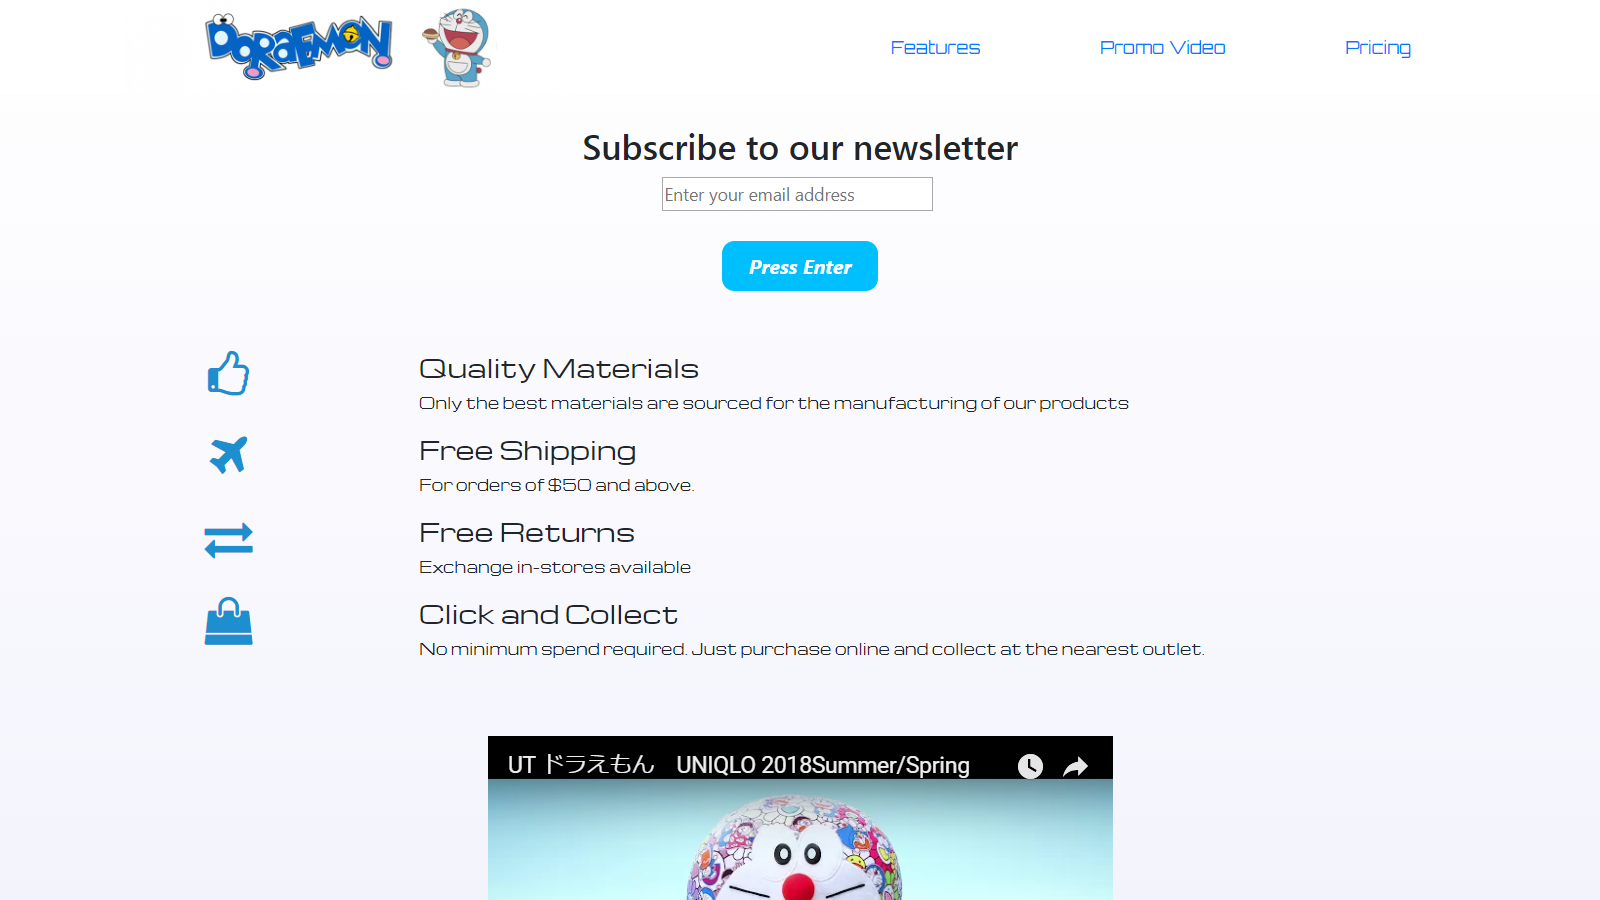 DORAEMON
Features
Promo Video
Pricing
Subscribe to our newsletter
Enter your email address
Press Enter
Quality Materials
Only the best materials are sourced for the manufacturing of our products
Free Shipping
For orders of $50 and above.
Free Returns
Exchange in-stores available
Click and Collect
No minimum spend required. Just purchase online and collect at the nearest outlet.
UT ドラえもん　UNIQLO 2018Summer/Spring